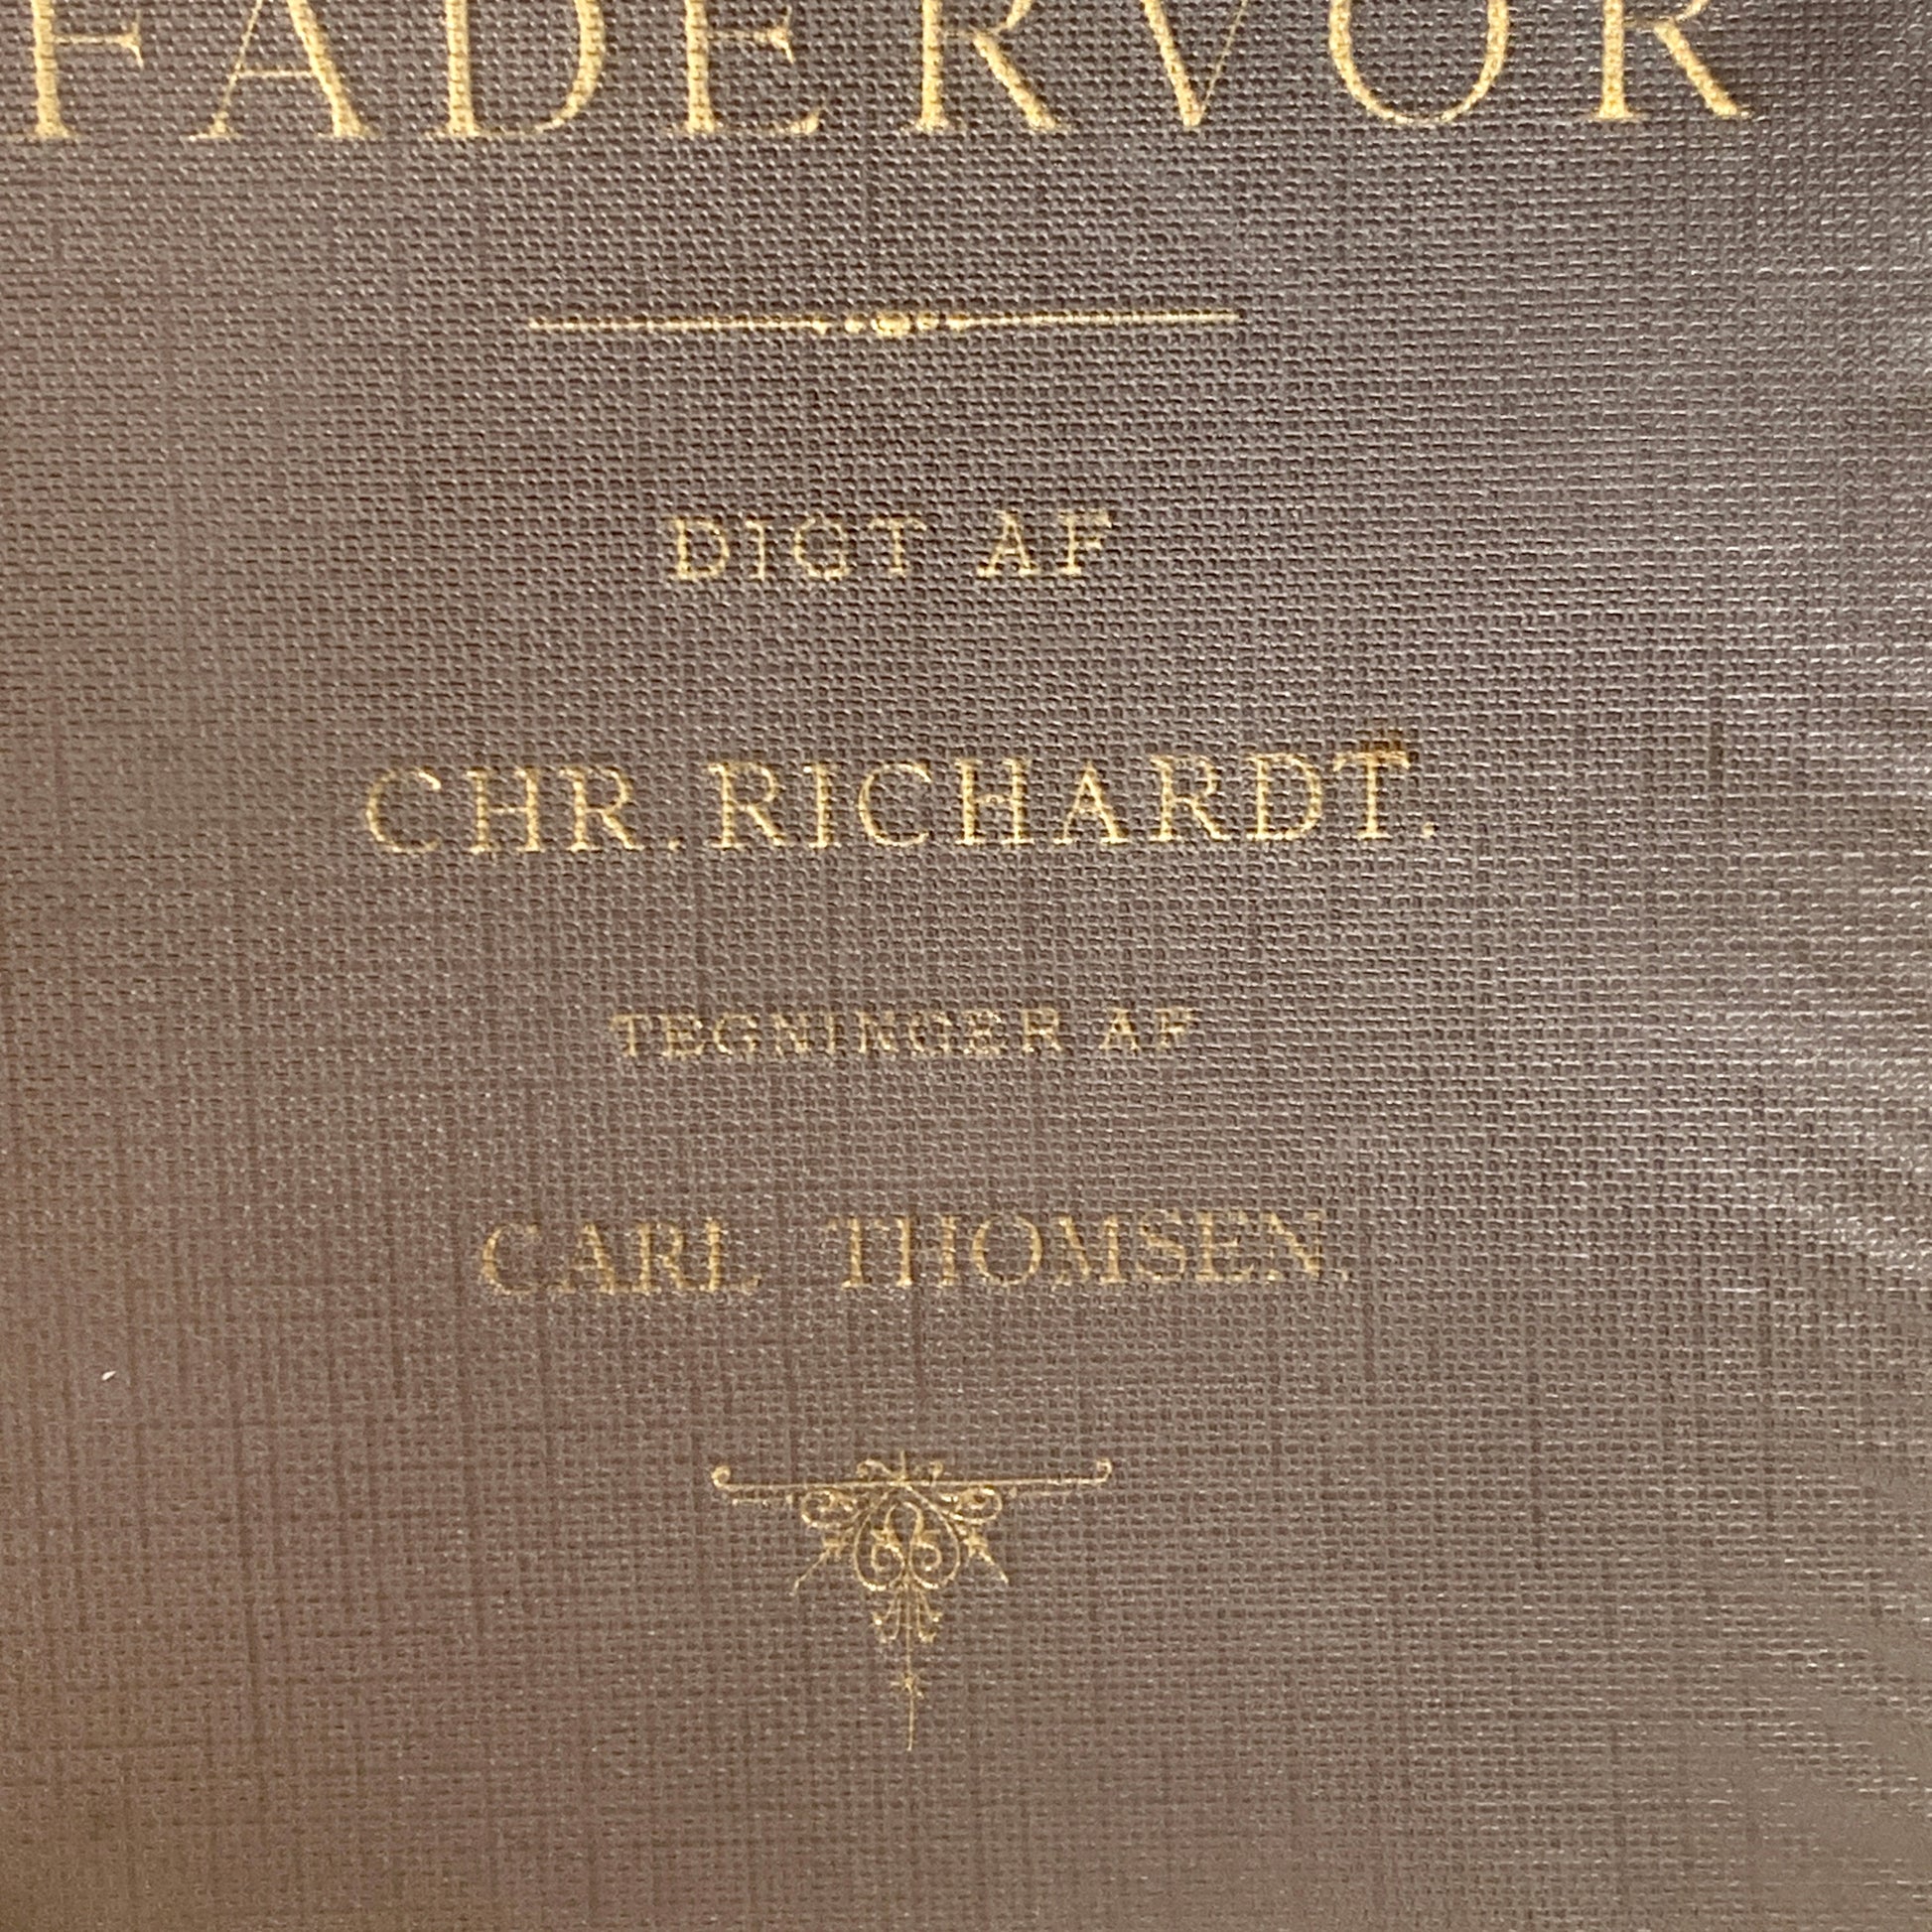 FADERVOR
DIGT AF
CHR. RICHARDT.
TEGNINGER AF
CARL THOMSEN.